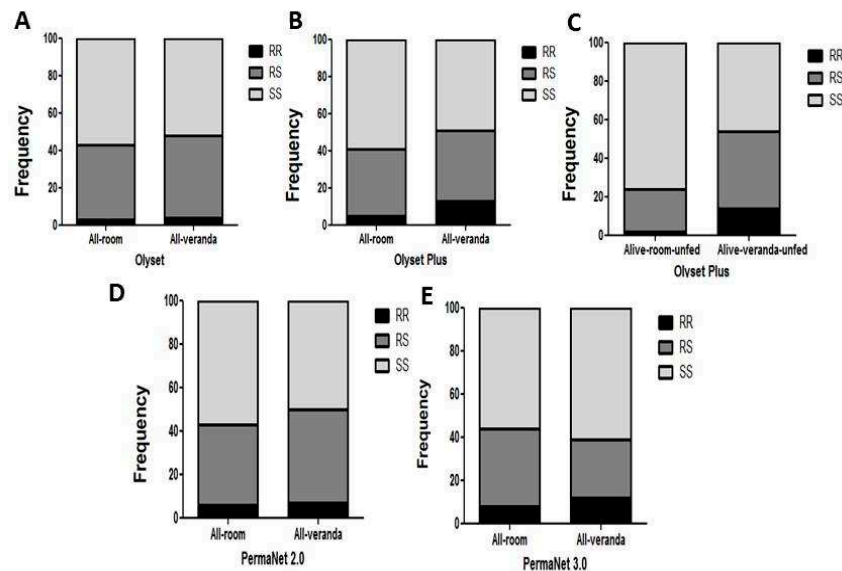 A
Frequency
100
80
60
40
20
0
RR
RS
SS
All-room
All-veranda
Olyset
B
Frequency
100
80
60
40
20
0
RR
RS
SS
All-room
All-veranda
Olyset Plus
C
Frequency
100
80
60
40
20
0
RR
RS
SS
Alive-room-unfed
Alive-veranda-unfed
Olyset Plus
D
Frequency
100
80
60
40
20
0
RR
RS
SS
All-room
All-veranda
PermaNet 2.0
E
Frequency
100
80
60
40
20
0
RR
RS
SS
All-room
All-veranda
PermaNet 3.0